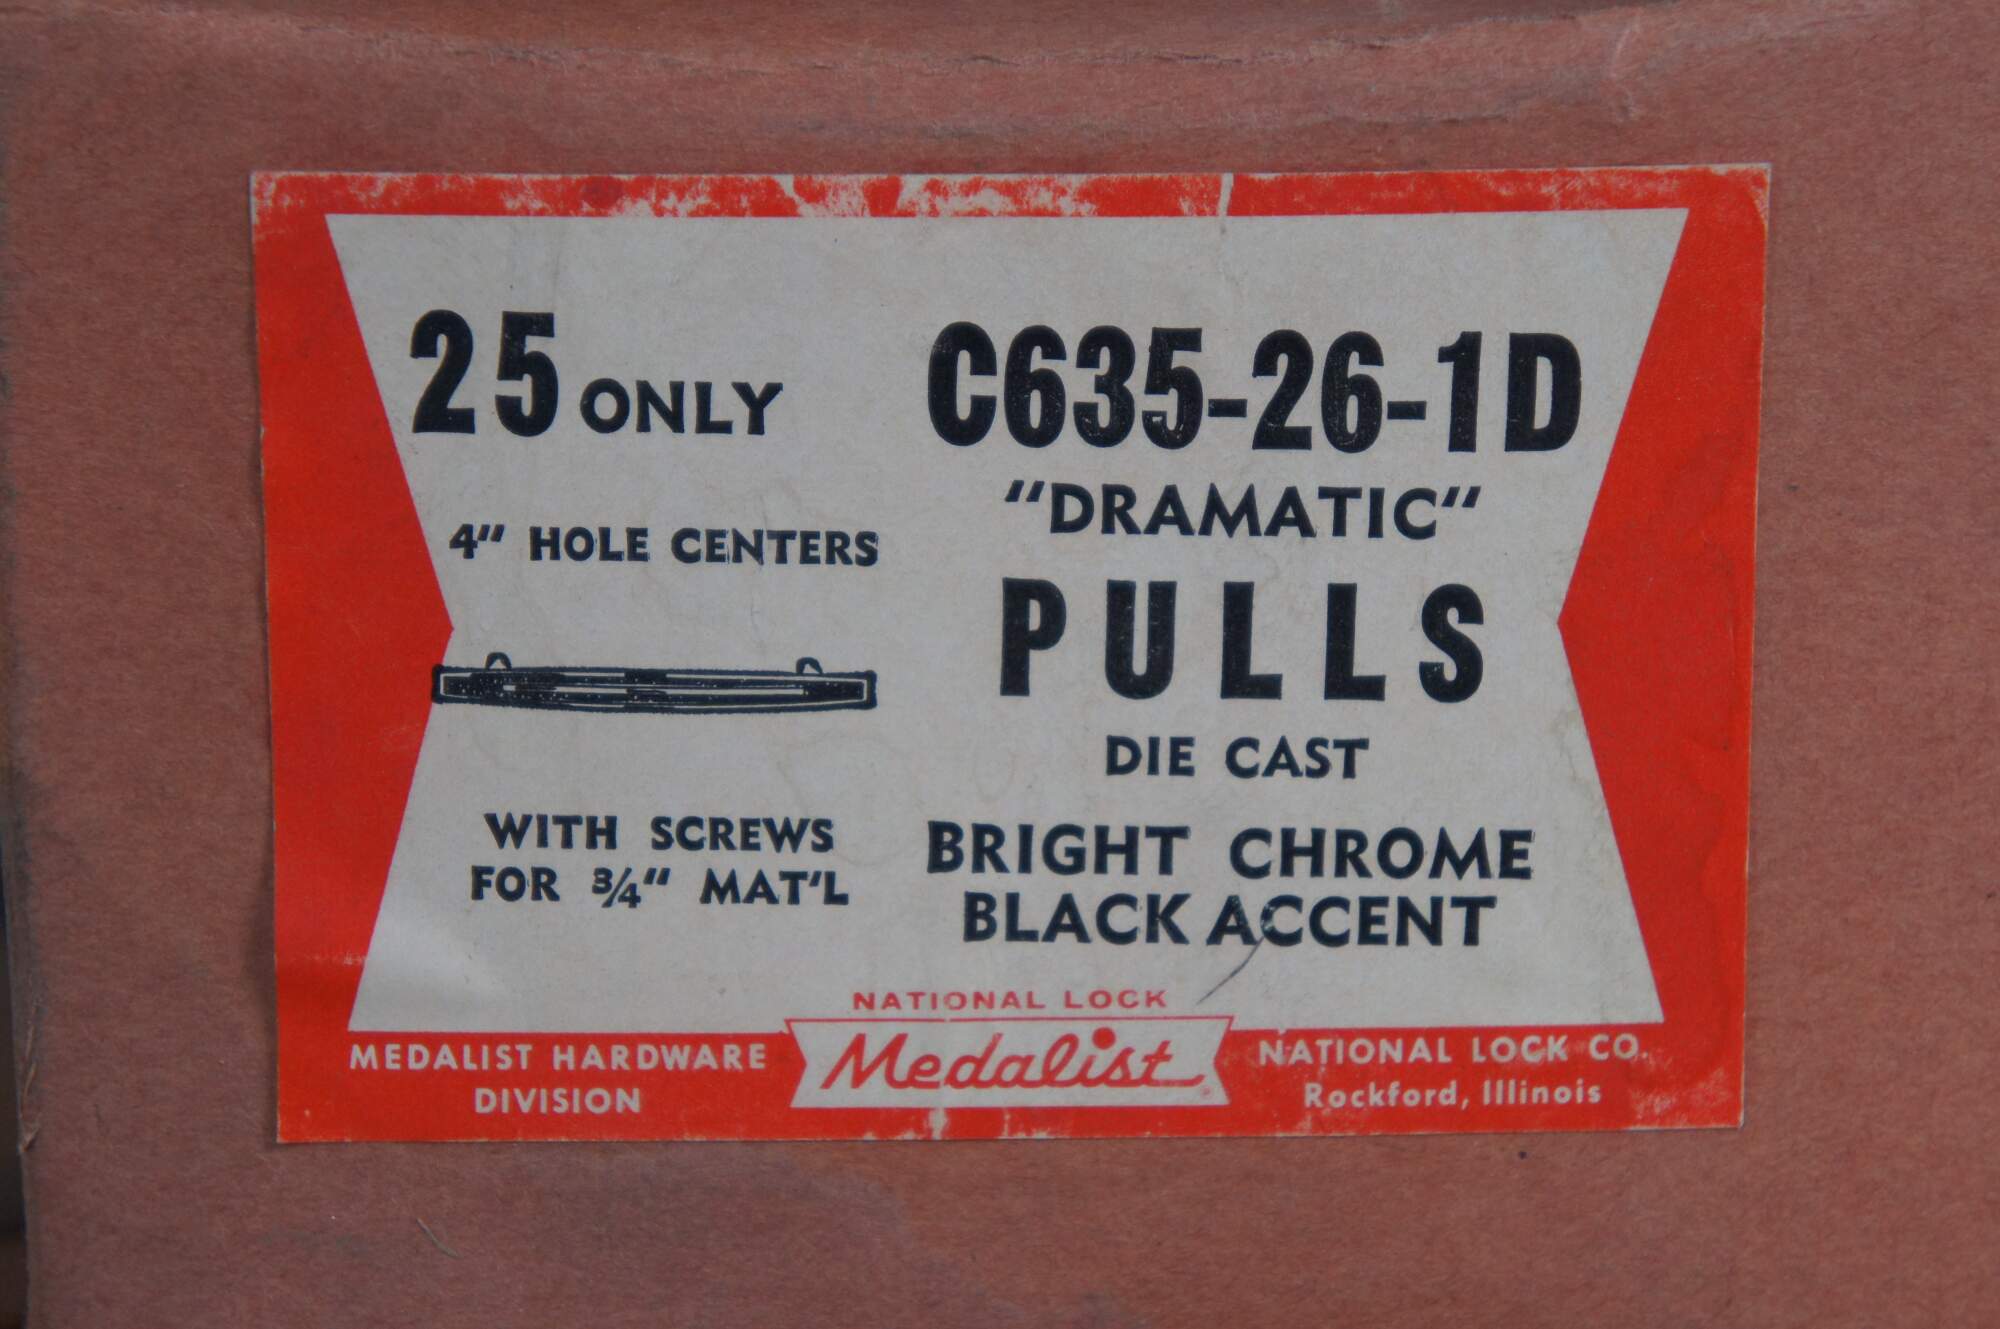 25 ONLY
4" HOLE CENTERS
WITH SCREWS
FOR 3/4" MAT'L
C635-26-1D
"DRAMATIC"
PULLS
DIE CAST
BRIGHT CHROME
BLACK ACCENT
NATIONAL LOCK
Medalist
MEDALIST HARDWARE
DIVISION
NATIONAL LOCK CO.
Rockford, Illinois